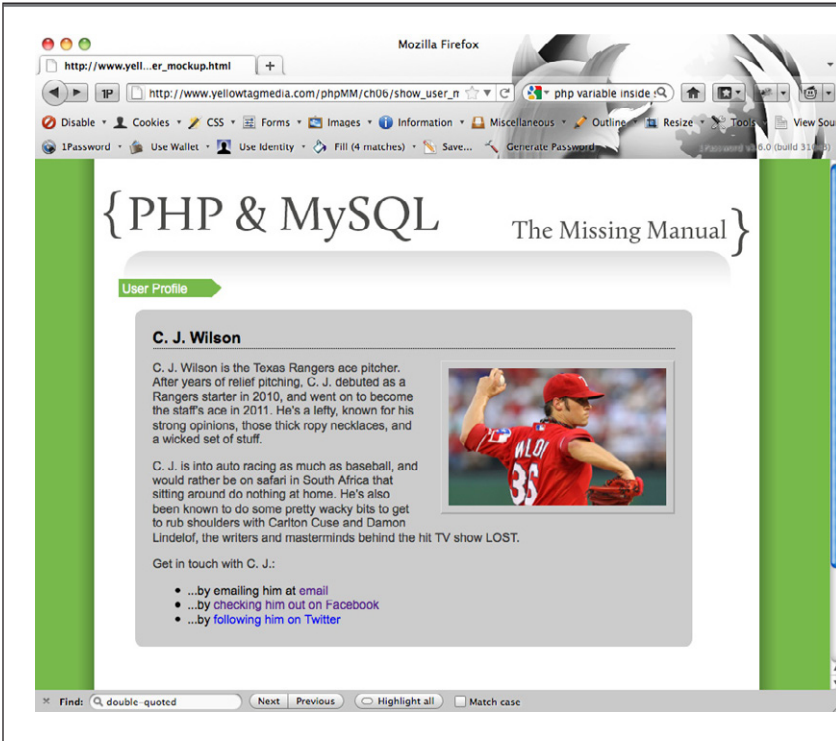 Mozilla Firefox
http://www.yell...er_mockup.html
+
1P http://www.yellowtagmedia.com/phpMM/ch06/show_user_m php variable inside
Disable Cookies CSS Forms Images Information Miscellaneous Outline Resize Tools View Sou
1Password Use Wallet Use Identity Fill (4 matches) Save... Generate Password
{PHP & MySQL The Missing Manual}
User Profile
C. J. Wilson
C. J. Wilson is the Texas Rangers ace pitcher.
After years of relief pitching, C. J. debuted as a
Rangers starter in 2010, and went on to become
the staff's ace in 2011. He's a lefty, known for his
strong opinions, those thick ropy necklaces, and
a wicked set of stuff.
C. J. is into auto racing as much as baseball, and
would rather be on safari in South Africa that
sitting around do nothing at home. He's also
been known to do some pretty wacky bits to get
to rub shoulders with Carlton Cuse and Damon
Lindelof, the writers and masterminds behind the hit TV show LOST.
Get in touch with C. J.:
• ...by emailing him at email
• ...by checking him out on Facebook
• ...by following him on Twitter
T
36
× Find: double-quoted Next Previous Highlight all Match case